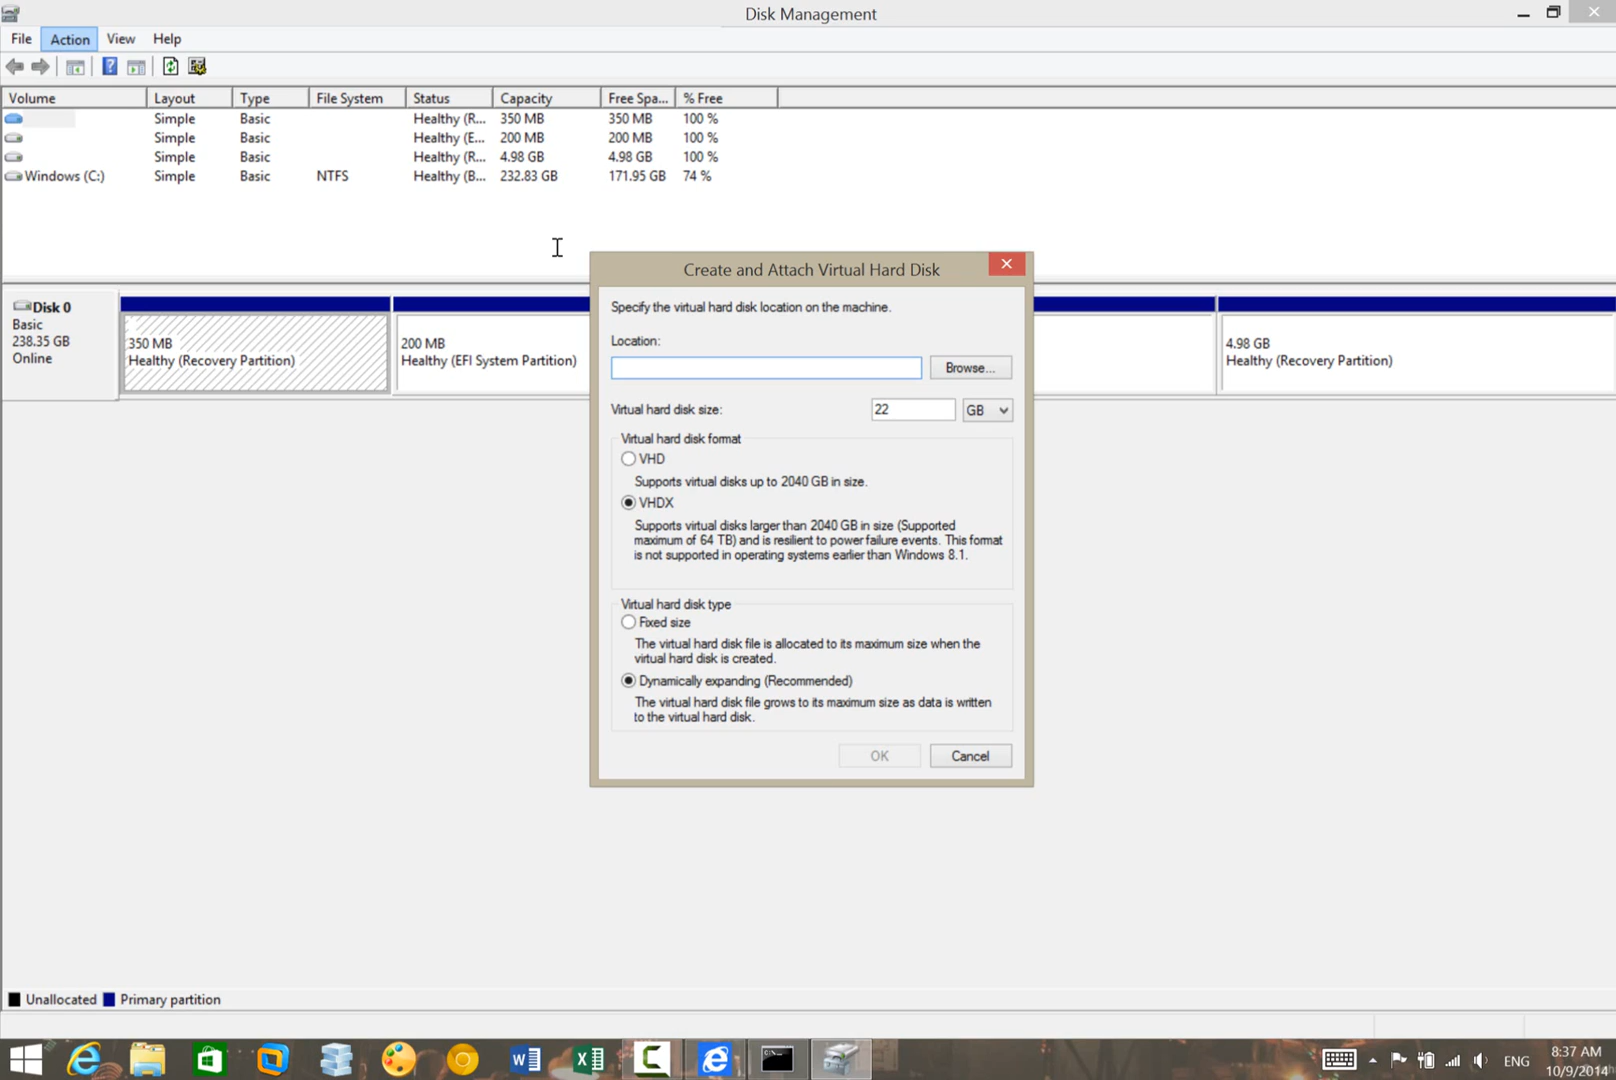 Disk Management
File Action View Help
Volume Layout Type File System Status Capacity Free Spa... % Free
Simple Basic Healthy (R... 350 MB 350 MB 100 %
Simple Basic Healthy (E... 200 MB 200 MB 100 %
Simple Basic Healthy (R... 4.98 GB 4.98 GB 100 %
Windows (C:) Simple Basic NTFS Healthy (B... 232.83 GB 171.95 GB 74 %
Create and Attach Virtual Hard Disk
Specify the virtual hard disk location on the machine.
Location:
Browse...
Virtual hard disk size: 22 GB
Virtual hard disk format
VHD
Supports virtual disks up to 2040 GB in size.
VHDX
Supports virtual disks larger than 2040 GB in size (Supported
maximum of 64 TB) and is resilient to power failure events. This format
is not supported in operating systems earlier than Windows 8.1.
Virtual hard disk type
Fixed size
The virtual hard disk file is allocated to its maximum size when the
virtual hard disk is created.
Dynamically expanding (Recommended)
The virtual hard disk file grows to its maximum size as data is written
to the virtual hard disk.
OK Cancel
Disk 0
Basic
238.35 GB
Online
350 MB
Healthy (Recovery Partition)
200 MB
Healthy (EFI System Partition)
4.98 GB
Healthy (Recovery Partition)
Unallocated Primary partition
ENG
8:37 AM
10/9/2014